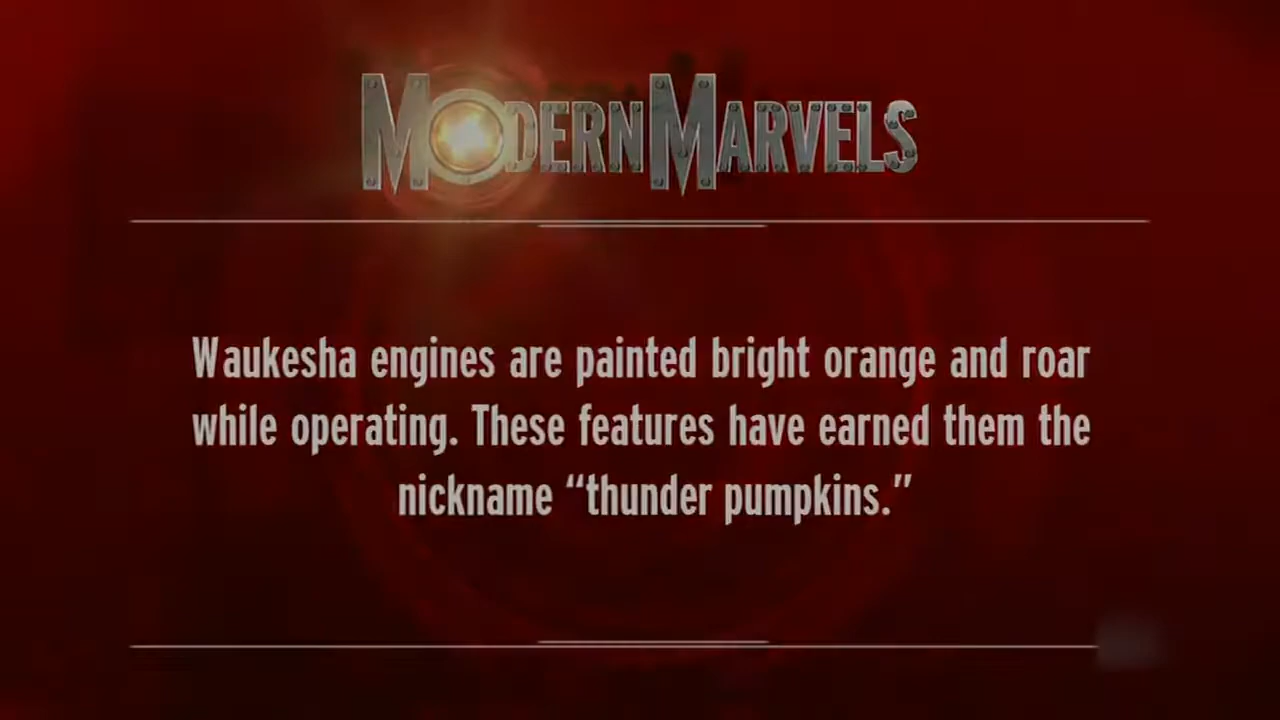 MODERN MARVELS
Waukesha engines are painted bright orange and roar
while operating. These features have earned them the
nickname “thunder pumpkins.”